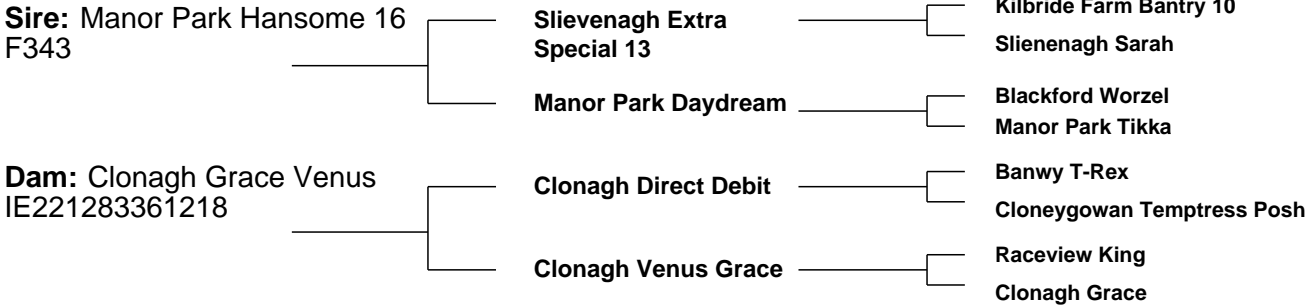 Sire: Manor Park Hansome 16
F343
Slievenagh Extra
Special 13
Kilbride Farm Bantry 10
Slienenagh Sarah
Manor Park Daydream
Blackford Worzel
Manor Park Tikka
Dam: Clonagh Grace Venus
IE221283361218
Clonagh Direct Debit
Banwy T-Rex
Cloneygowan Temptress Posh
Clonagh Venus Grace
Raceview King
Clonagh Grace